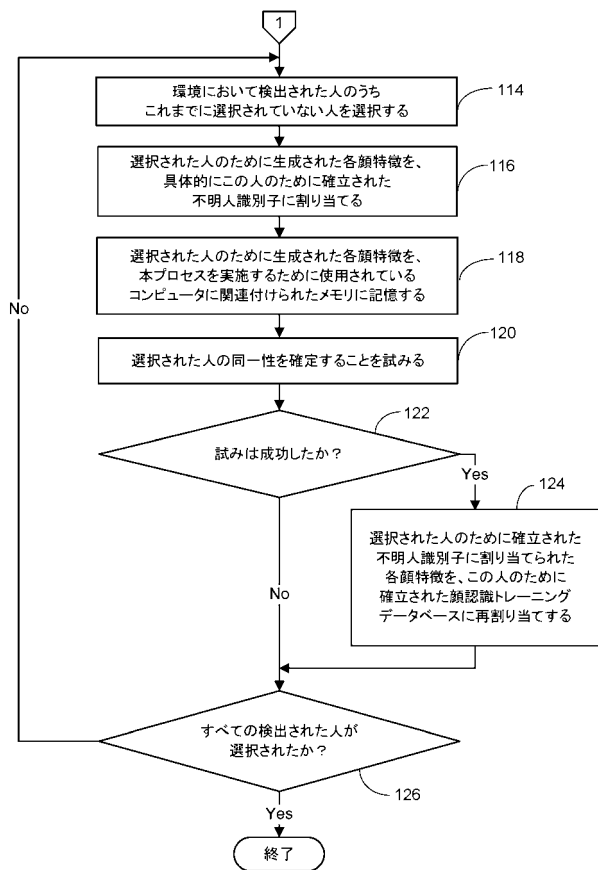 1
環境において検出された人のうち
これまでに選択されていない人を選択する
114
選択された人のために生成された各顔特徴を、
具体的にこの人のために確立された
不明人識別子に割り当てる
116
選択された人のために生成された各顔特徴を、
本プロセスを実施するために使用されている
コンピュータに関連付けられたメモリに記憶する
118
No
120
選択された人の同一性を確定することを試みる
122
試みは成功したか？
Yes
124
選択された人のために確立された
不明人識別子に割り当てられた
各顔特徴を、この人のために
確立された顔認識トレーニング
データベースに再割り当てする
No
すべての検出された人が
選択されたか？
126
Yes
終了